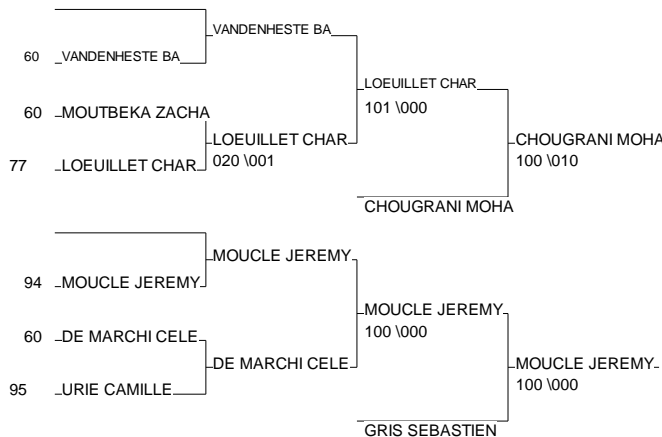 VANDENHESTE BA
60 VANDENHESTE BA
LOEUILLET CHAR
101 \000
60 MOUTBEKA ZACHA
LOEUILLET CHAR
020 \001
CHOUGRANI MOHA
100 \010
77 LOEUILLET CHAR
CHOUGRANI MOHA
MOUCLE JEREMY
94 MOUCLE JEREMY
MOUCLE JEREMY
100 \000
60 DE MARCHI CELE
DE MARCHI CELE
MOUCLE JEREMY
100 \000
95 URIE CAMILLE
GRIS SEBASTIEN